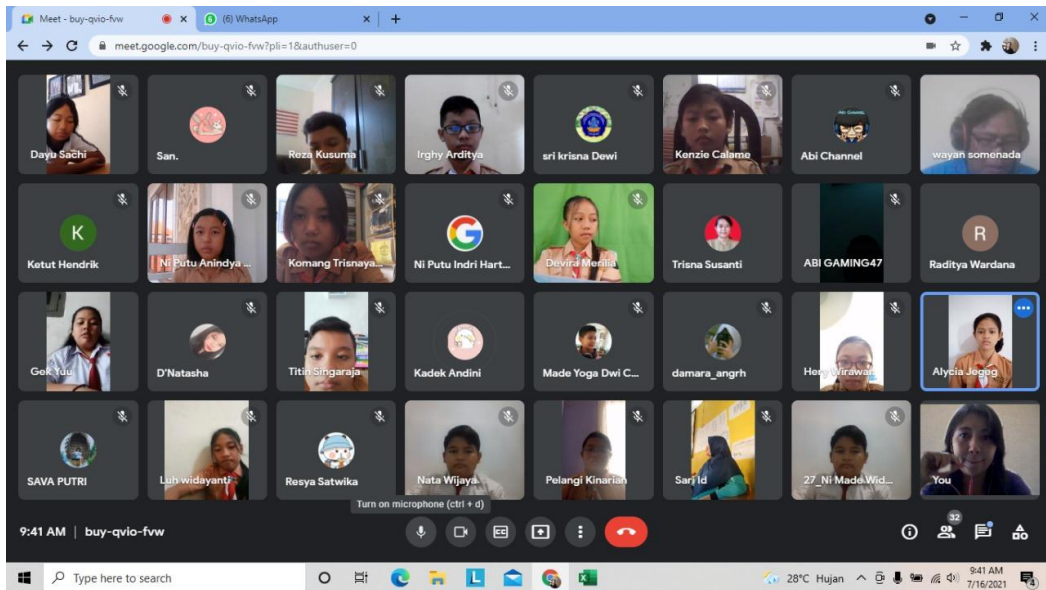 Meet - buy-qvio-fvw
(6) WhatsApp
meet.google.com/buy-qvio-fvw?pli=1&authuser=0
Dayu Sachi
San.
Reza Kusuma
Irghy Arditya
sri krisna Dewi
Kenzie Calame
Abi Channel
wayan somenada
K
Ketut Hendrik
Ni Putu Anindya ...
Komang Trisnaya...
Ni Putu Indri Hart...
Devira Merilia
Trisna Susanti
ABI GAMING47
R
Raditya Wardana
Gek Yuu
D'Natasha
Titin Singaraja
Kadek Andini
Made Yoga Dwi C...
damara_angrh
Hery Wirawan
Alycia Jegeg
SAVA PUTRI
Luh widayanti
Resya Satwika
Nata Wijaya
Pelangi Kinarian
Sari Id
27_Ni Made Wid...
You
Turn on microphone (ctrl + d)
9:41 AM | buy-qvio-fvw
32
Type here to search
28°C Hujan
9:41 AM
7/16/2021